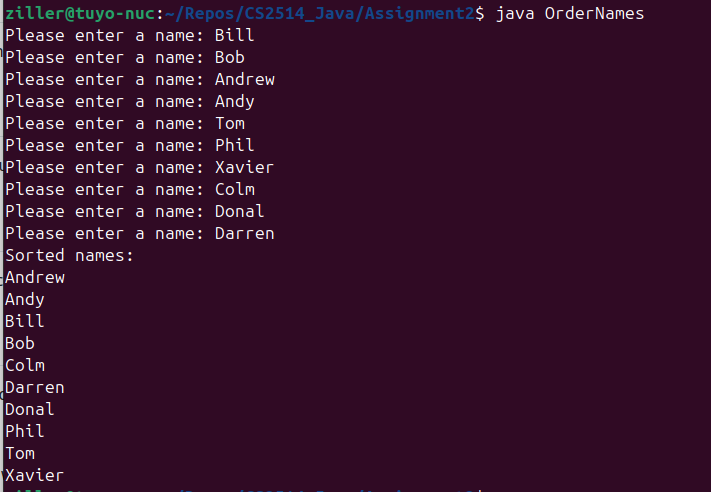 ziller@tuyo-nuc:~/Repos/CS2514_Java/Assignment2$ java OrderNames
Please enter a name: Bill
Please enter a name: Bob
Please enter a name: Andrew
Please enter a name: Andy
Please enter a name: Tom
Please enter a name: Phil
Please enter a name: Xavier
Please enter a name: Colm
Please enter a name: Donal
Please enter a name: Darren
Sorted names:
Andrew
Andy
Bill
Bob
Colm
Darren
Donal
Phil
Tom
Xavier